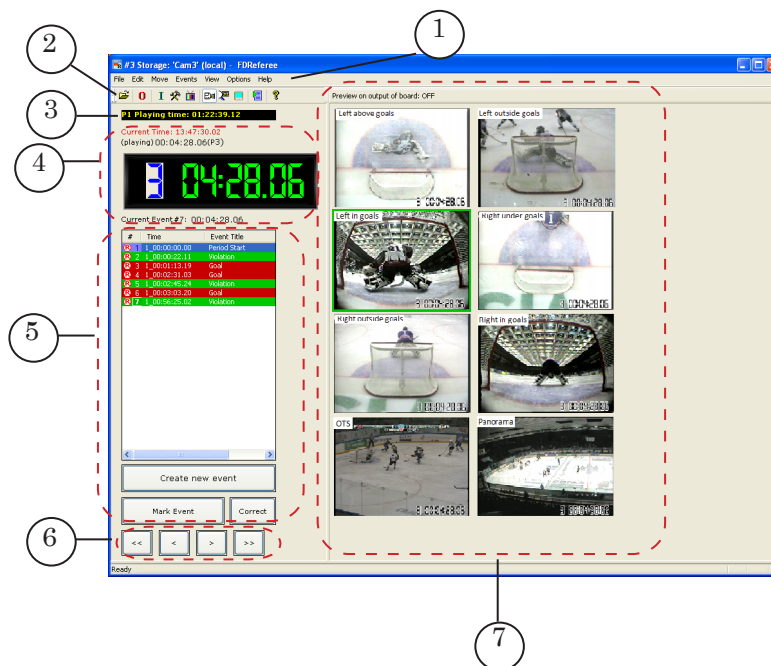 1
2
#3 Storage: 'Cam3' (local) - FDReferee
File Edit Move Events View Options Help
3
P1 Playing time: 01:22:39.12
Preview on output of board: OFF
4
Current Time: 13:47:30.02
(playing) 00:04:28.06(P3)
3 04:28.06
Current Event #7: 00:04:28.06
# Time Event Title
R 1 1_00:00:00.00 Period Start
R 2 1_00:00:22.11 Violation
R 3 1_00:01:13.19 Goal
R 4 1_00:02:31.03 Goal
R 5 1_00:02:45.24 Violation
R 6 1_00:03:03.20 Goal
R 7 1_00:56:25.02 Violation
5
Create new event
Mark Event Correct
6
<< < > >>
Left above goals
Left outside goals
Left in goals
Right under goals
Right outside goals
Right in goals
OTS
Panorama
Ready
7